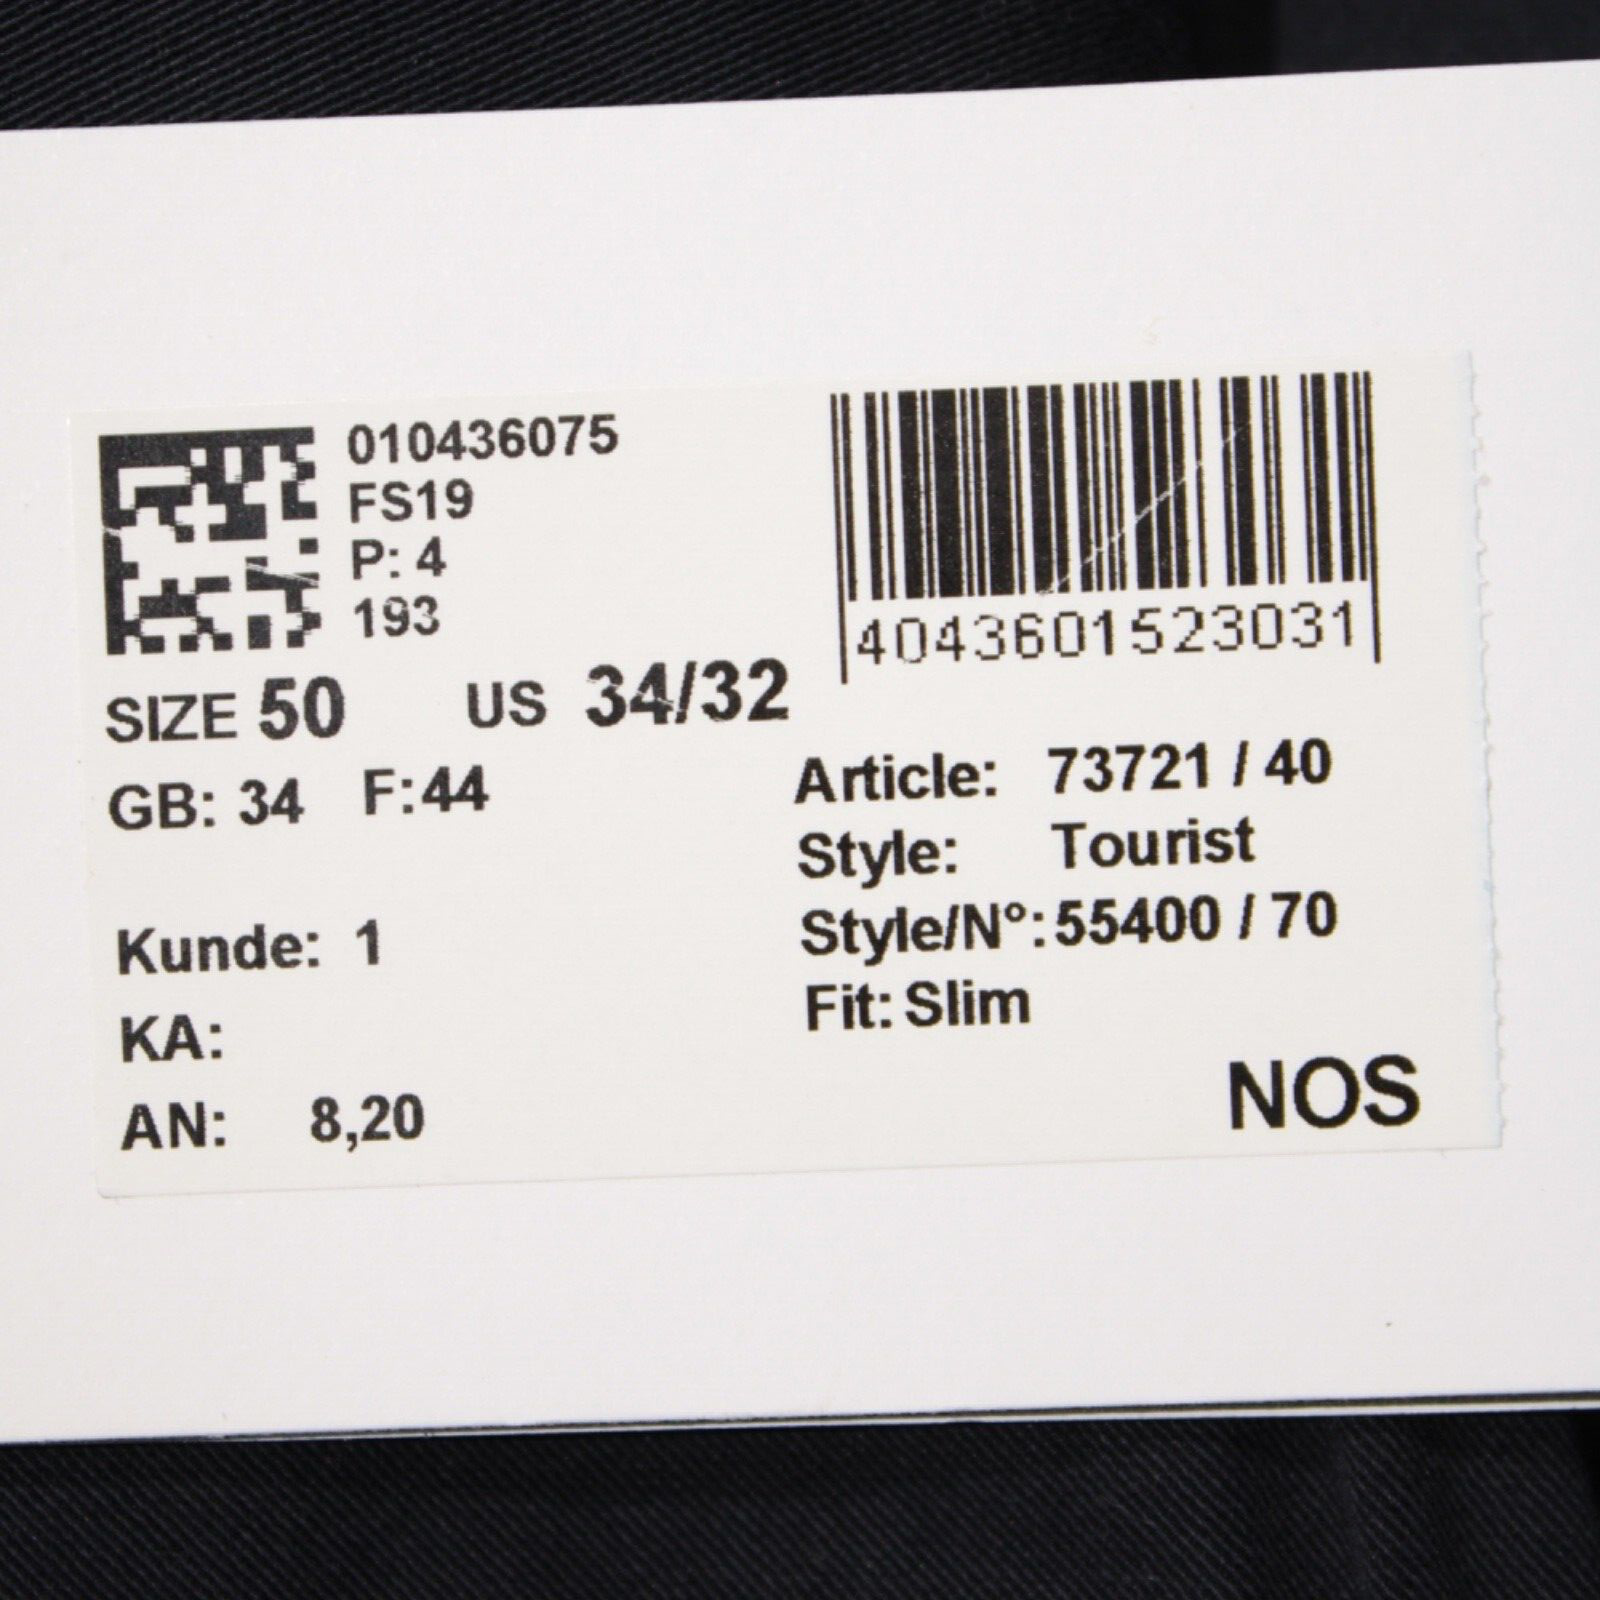 010436075
FS19
P: 4
193
4043601523031
SIZE 50 US 34/32
GB: 34 F:44
Article: 73721 / 40
Style: Tourist
Style/N°:55400 / 70
Fit: Slim
Kunde: 1
KA:
AN: 8,20
NOS